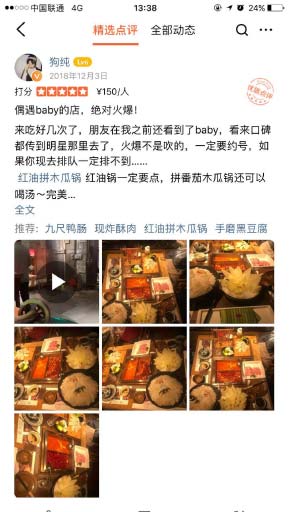 中国联通 4G 13:38 24%
精选点评 全部动态
狗纯 Lv6
2018年12月3日
打分 ¥150/人
优质点评
偶遇baby的店，绝对火爆！
来吃好几次了，朋友在我之前还看到了baby，看来口碑
都传到明星那里去了，火爆不是吹的，一定要约号，如
果你现去排队一定排不到......
红油拼木瓜锅 红油锅一定要点，拼番茄木瓜锅还可以
喝汤～完美...
全文
推荐：九尺鸭肠 现炸酥肉 红油拼木瓜锅 手磨黑豆腐